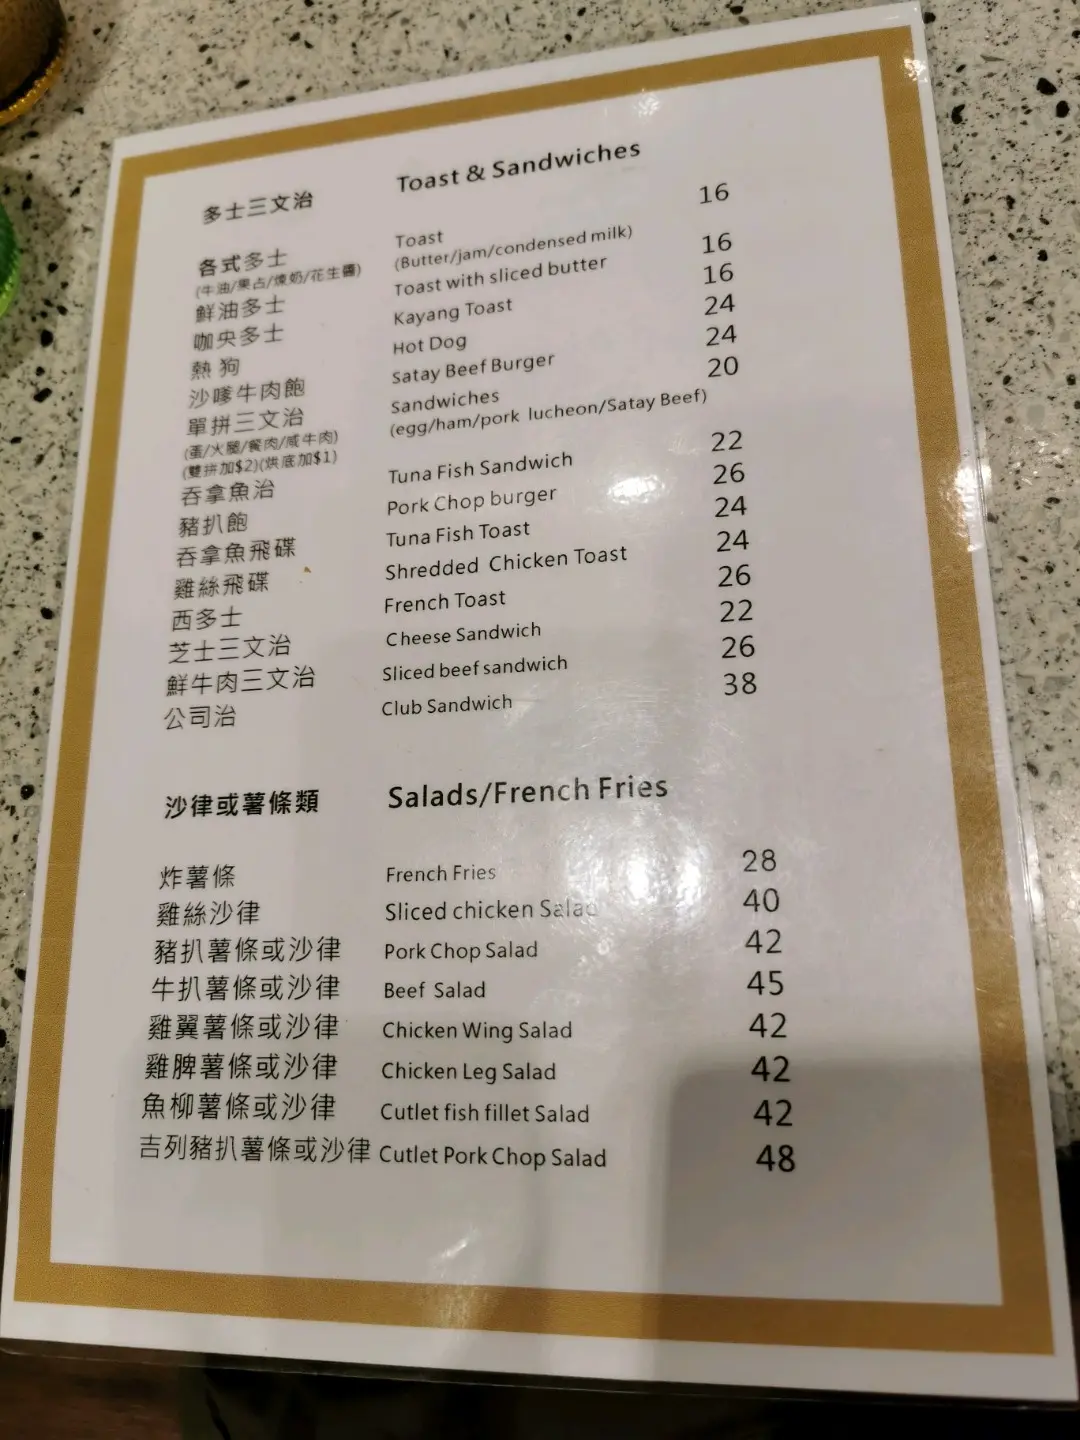 多士三文治 Toast & Sandwiches
各式多士 Toast 16
(牛油/果占/煉奶/花生醬) (Butter/jam/condensed milk)
鮮油多士 Toast with sliced butter 16
咖央多士 Kayang Toast 16
熱狗 Hot Dog 24
沙嗲牛肉飽 Satay Beef Burger 24
單拼三文治 Sandwiches 20
(蛋/火腿/餐肉/咸牛肉) (egg/ham/pork lucheon/Satay Beef)
(雙拼加$2)(烘底加$1)
吞拿魚治 Tuna Fish Sandwich 22
豬扒飽 Pork Chop burger 26
吞拿魚飛碟 Tuna Fish Toast 24
雞絲飛碟 Shredded Chicken Toast 24
西多士 French Toast 26
芝士三文治 Cheese Sandwich 22
鮮牛肉三文治 Sliced beef sandwich 26
公司治 Club Sandwich 38
沙律或薯條類 Salads/French Fries
炸薯條 French Fries 28
雞絲沙律 Sliced chicken Salad 40
豬扒薯條或沙律 Pork Chop Salad 42
牛扒薯條或沙律 Beef Salad 45
雞翼薯條或沙律 Chicken Wing Salad 42
雞脾薯條或沙律 Chicken Leg Salad 42
魚柳薯條或沙律 Cutlet fish fillet Salad 42
吉列豬扒薯條或沙律 Cutlet Pork Chop Salad 48